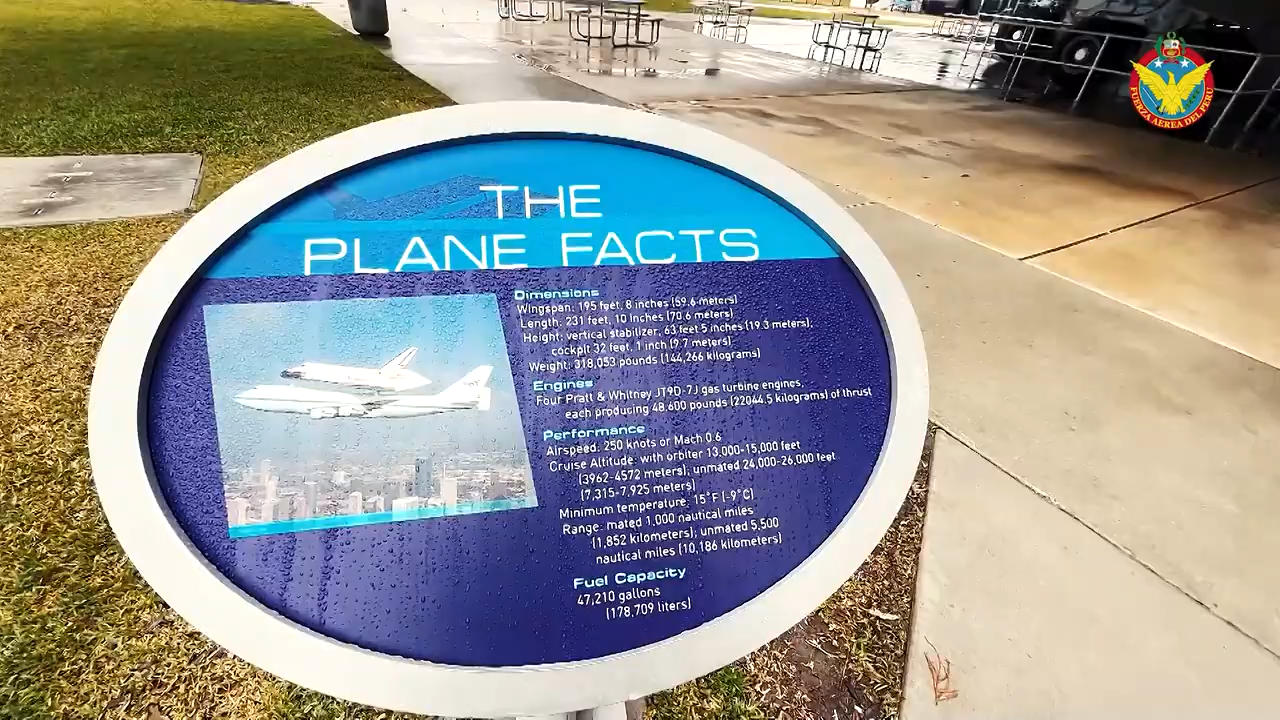 THE
PLANE FACTS
Dimensions
Wingspan: 195 feet, 8 inches (59.6 meters)
Length: 231 feet, 10 inches (70.6 meters)
Height: vertical stabilizer, 63 feet 5 inches (19.3 meters);
cockpit 32 feet, 1 inch (9.7 meters)
Weight: 318,053 pounds (144,266 kilograms)
Engines
Four Pratt & Whitney JT9D-7J gas turbine engines,
each producing 48,600 pounds (22044.5 kilograms) of thrust
Performance
Airspeed: 250 knots or Mach 0.6
Cruise Altitude: with orbiter 13,000-15,000 feet
(3962-4572 meters); unmated 24,000-26,000 feet
(7,315-7,925 meters)
Minimum temperature: 15°F (-9°C)
Range: mated 1,000 nautical miles
(1,852 kilometers); unmated 5,500
nautical miles (10,186 kilometers)
Fuel Capacity
47,210 gallons
(178,709 liters)
FUERZA AEREA DEL PERU